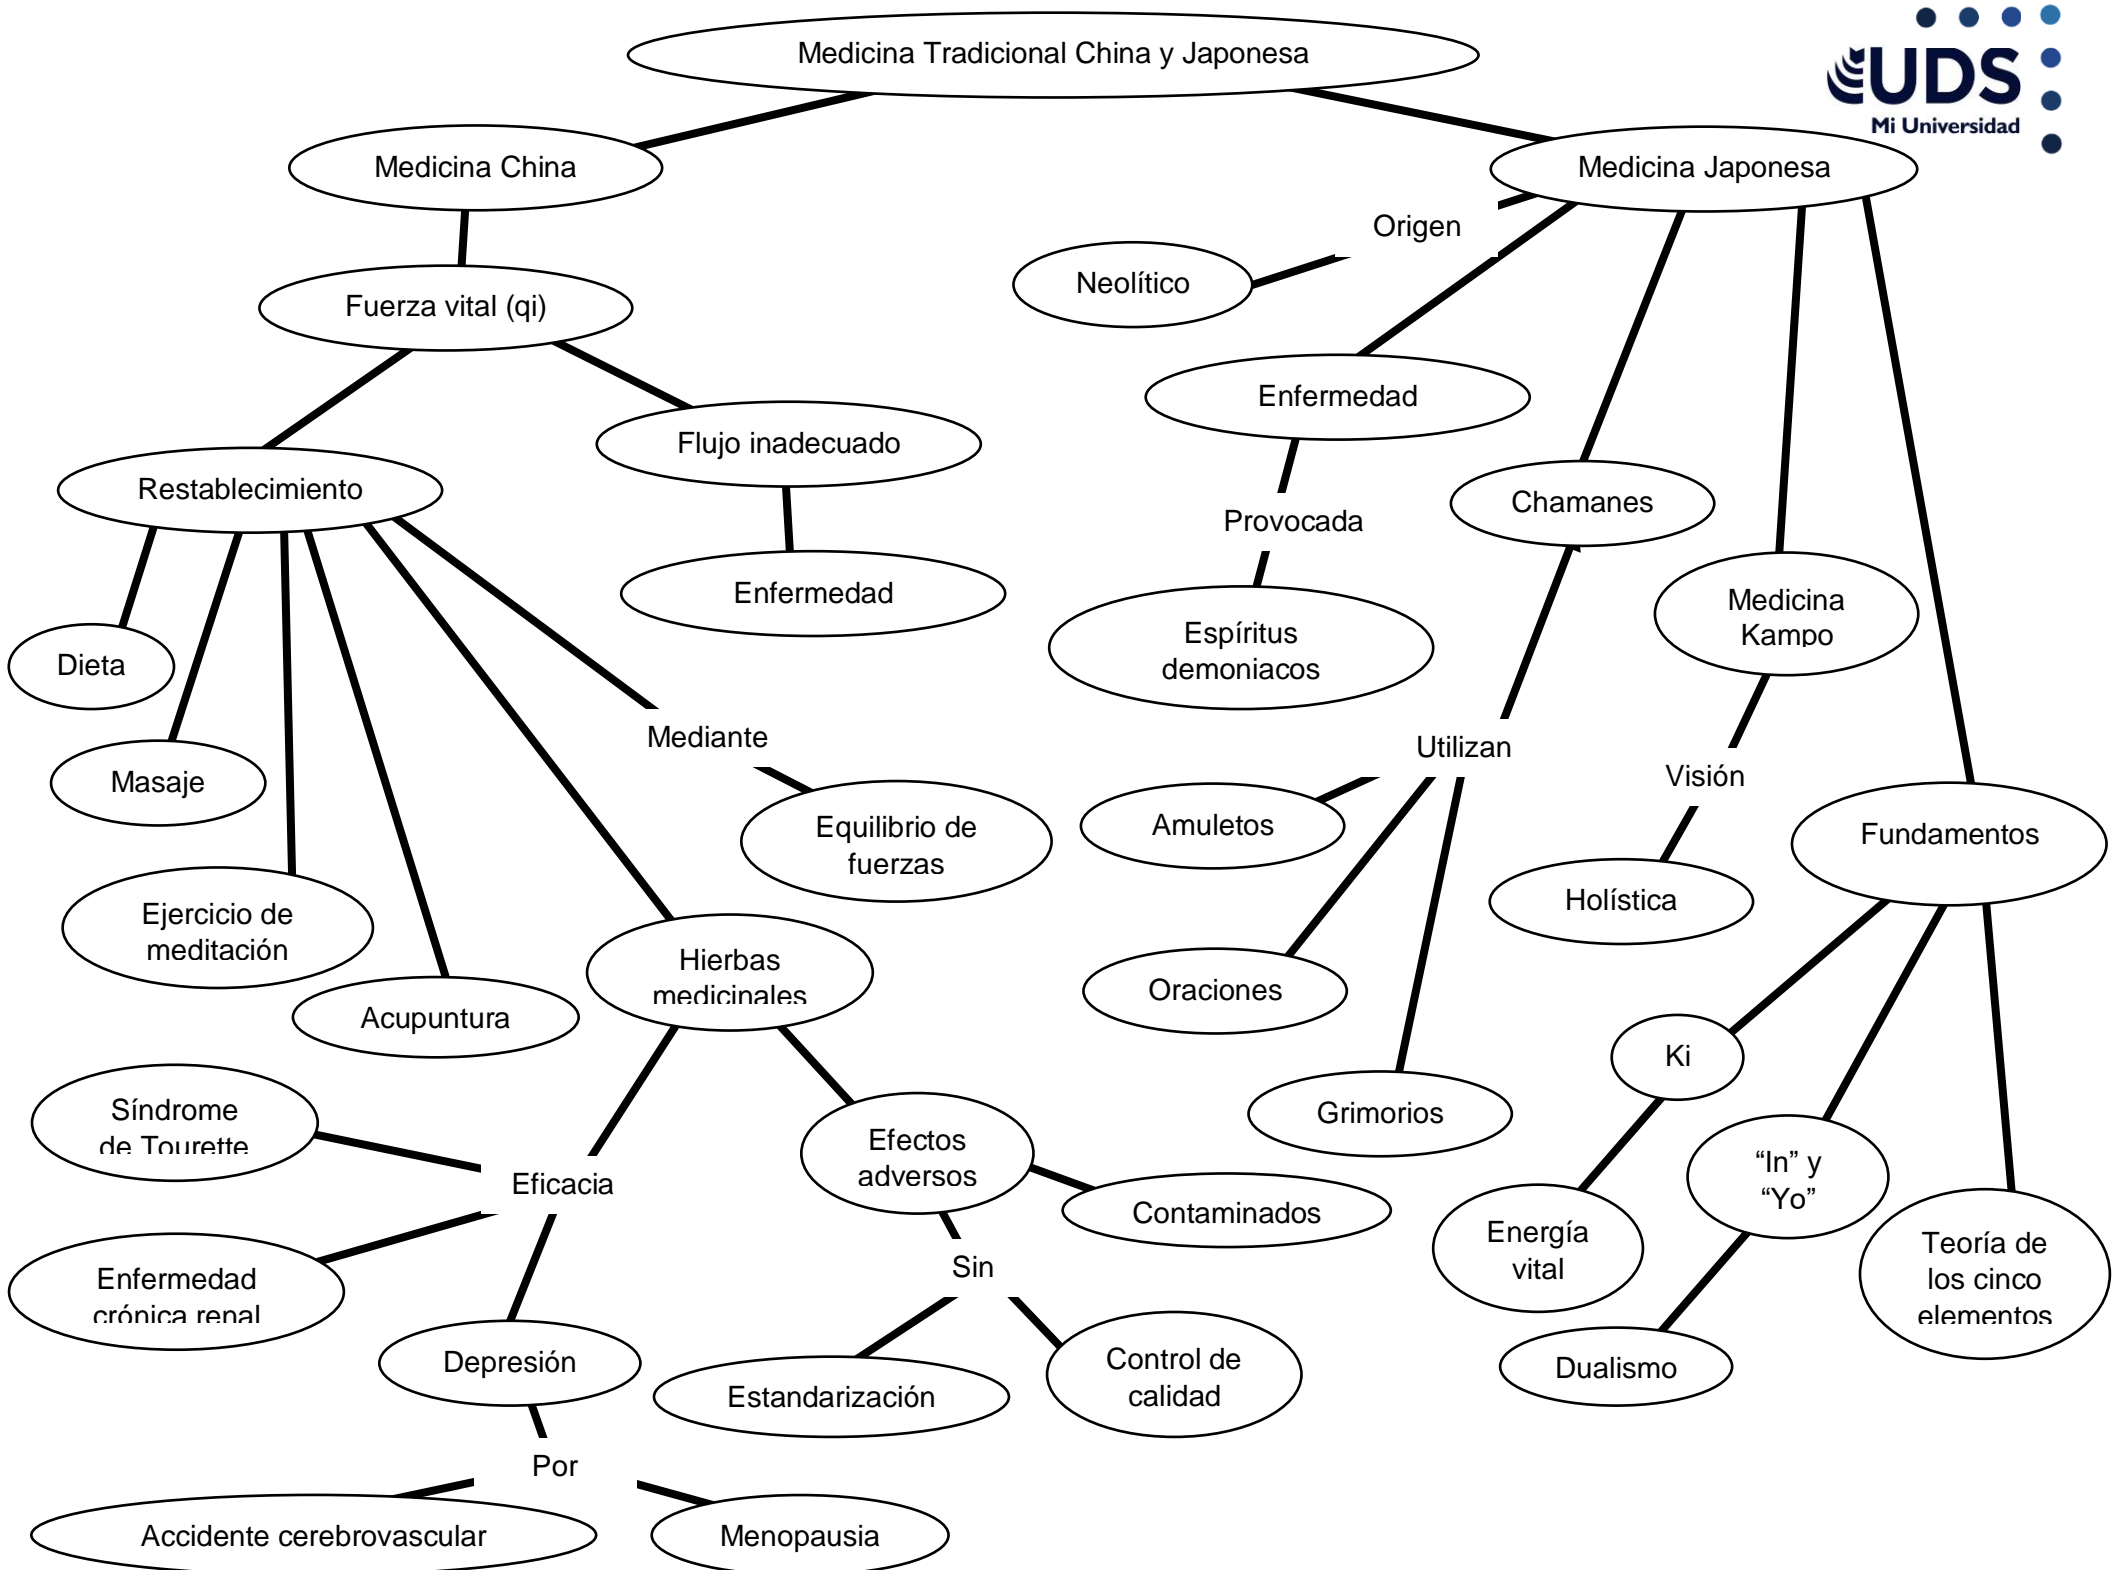 Medicina Tradicional China y Japonesa
UDS
Mi Universidad
Medicina China
Medicina Japonesa
Origen
Neolítico
Fuerza vital (qi)
Enfermedad
Flujo inadecuado
Restablecimiento
Chamanes
Provocada
Enfermedad
Medicina
Kampo
Espíritus
demoniacos
Dieta
Mediante
Utilizan
Visión
Masaje
Amuletos
Equilibrio de
fuerzas
Fundamentos
Holística
Ejercicio de
meditación
Hierbas
medicinales
Oraciones
Acupuntura
Ki
Síndrome
de Tourette
Grimorios
Efectos
adversos
Eficacia
“In” y
“Yo”
Contaminados
Energía
vital
Teoría de
los cinco
elementos
Sin
Enfermedad
crónica renal
Depresión
Estandarización
Control de
calidad
Dualismo
Por
Accidente cerebrovascular
Menopausia